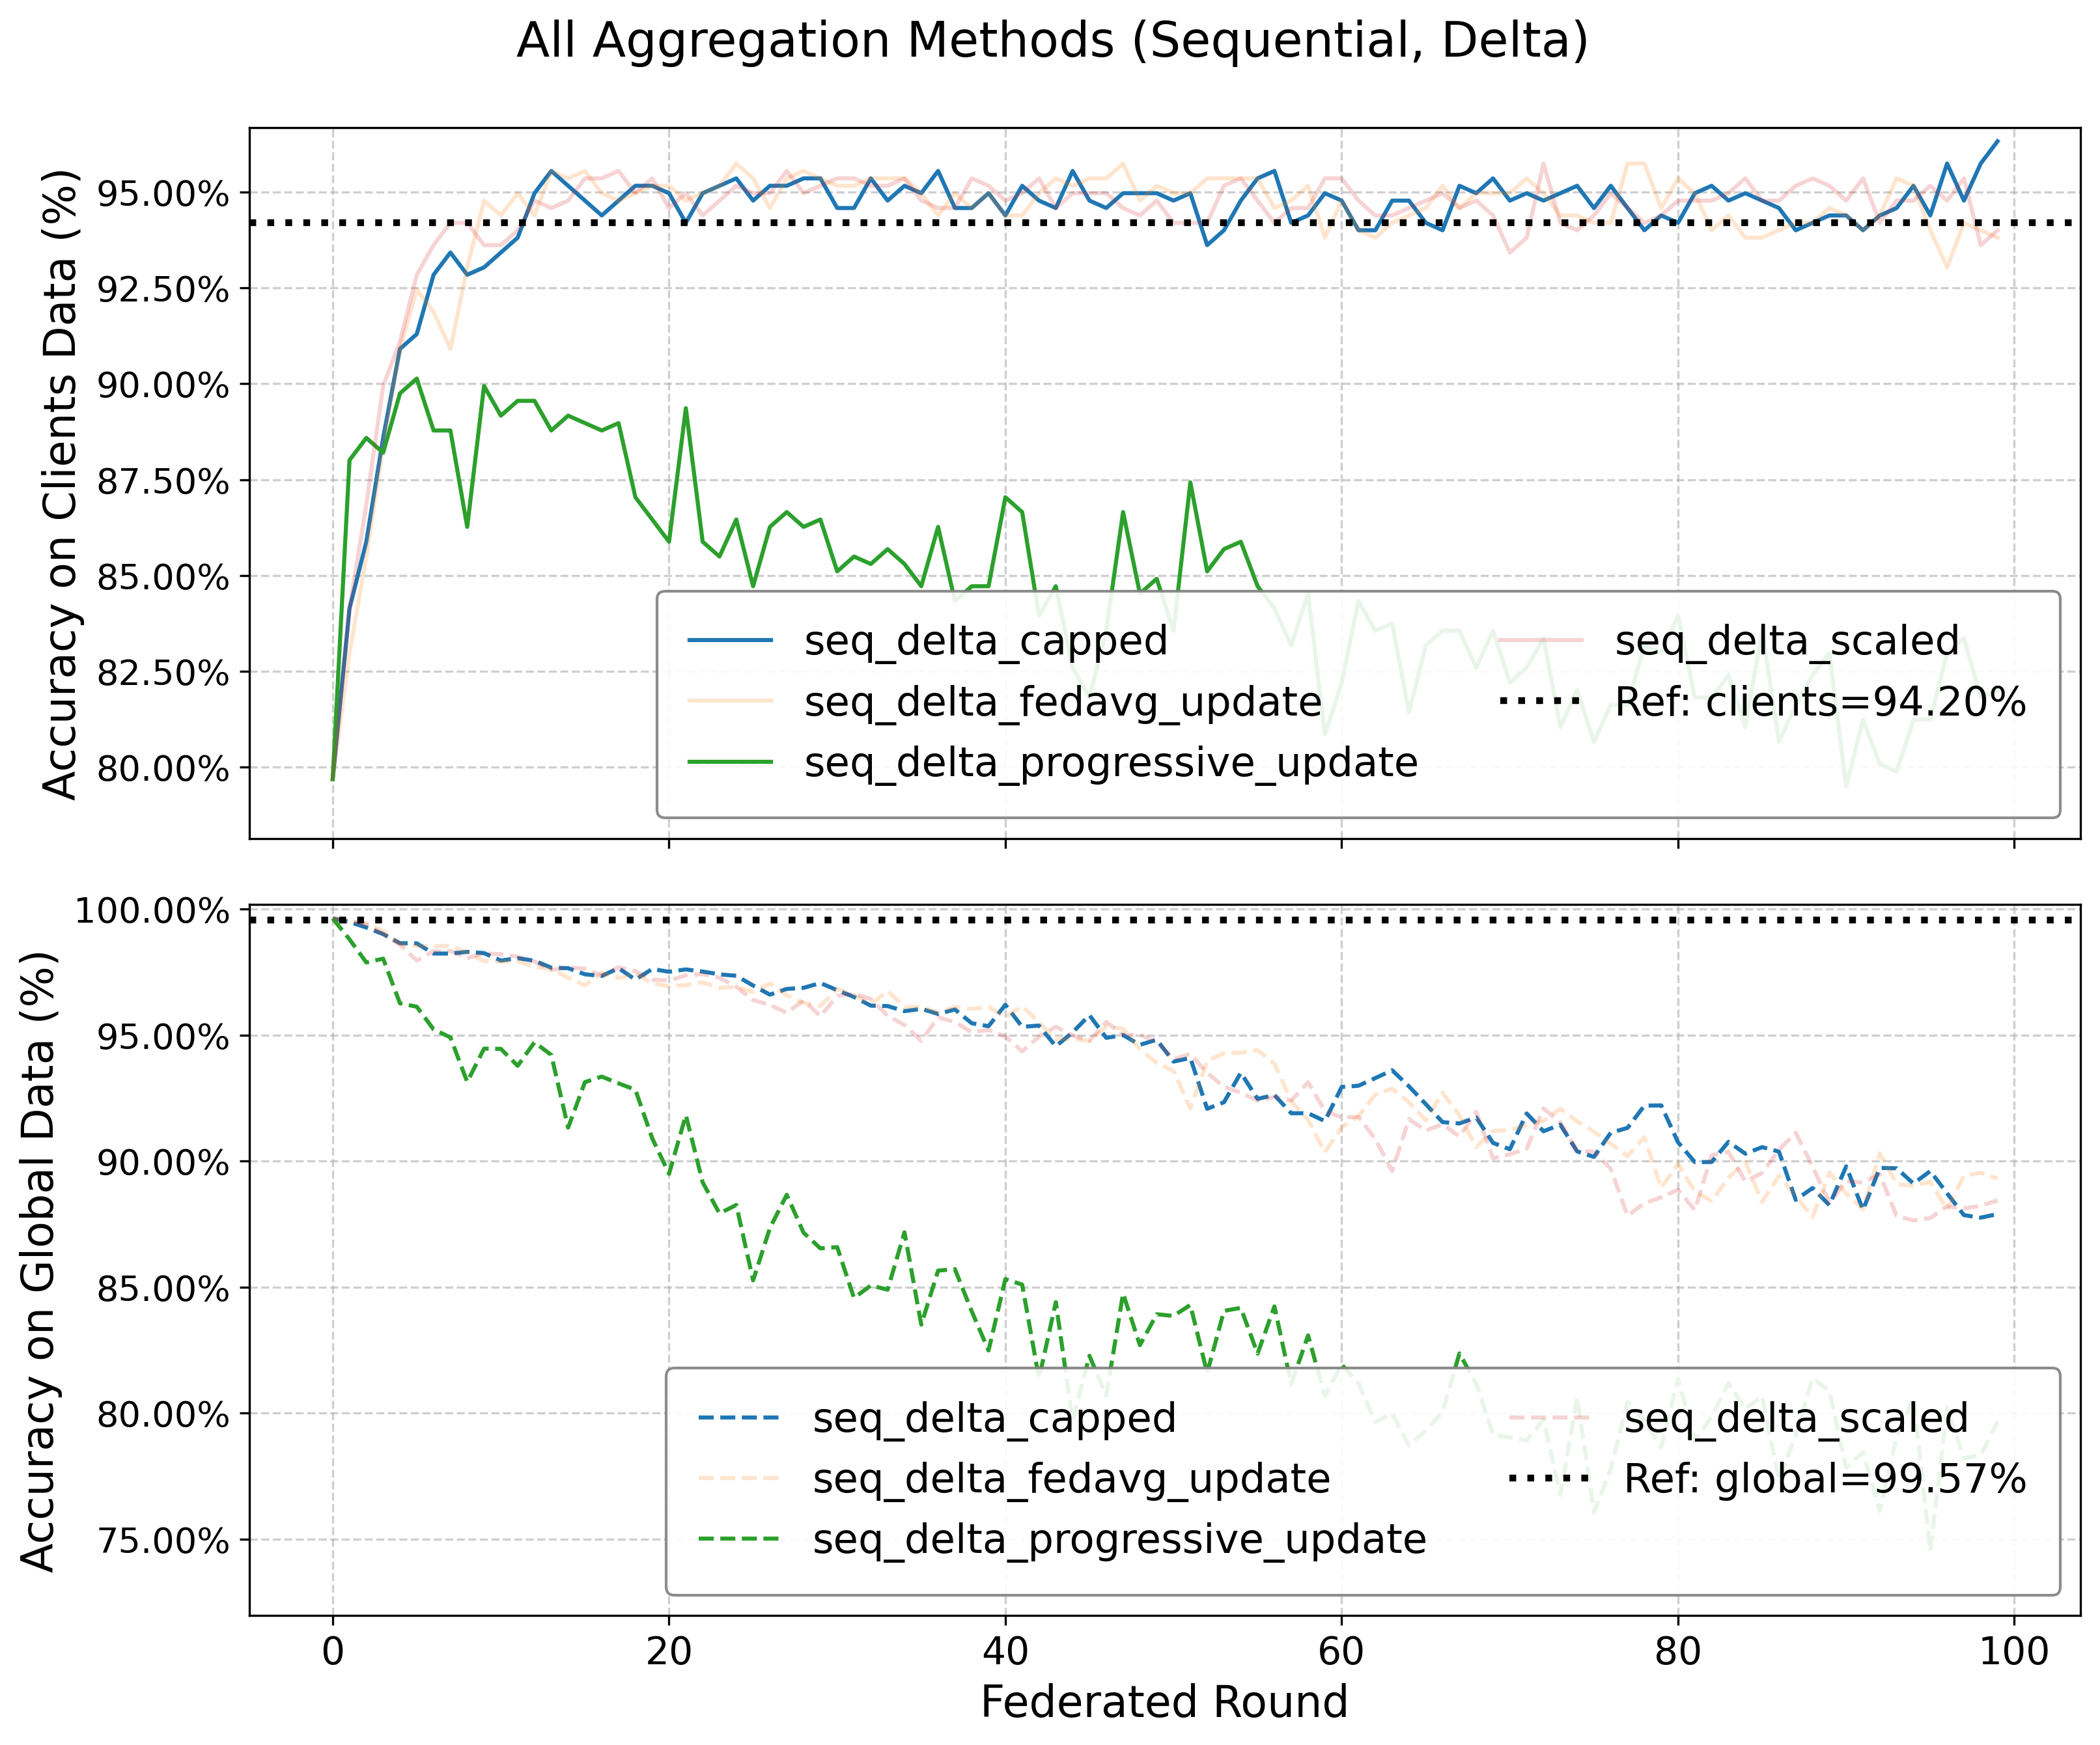 All Aggregation Methods (Sequential, Delta)
Accuracy on Clients Data (%)
95.00%
92.50%
90.00%
87.50%
85.00%
82.50%
80.00%
seq_delta_capped
seq_delta_fedavg_update
seq_delta_progressive_update
seq_delta_scaled
Ref: clients=94.20%
Accuracy on Global Data (%)
100.00%
95.00%
90.00%
85.00%
80.00%
75.00%
seq_delta_capped
seq_delta_fedavg_update
seq_delta_progressive_update
seq_delta_scaled
Ref: global=99.57%
0 20 40 60 80 100
Federated Round